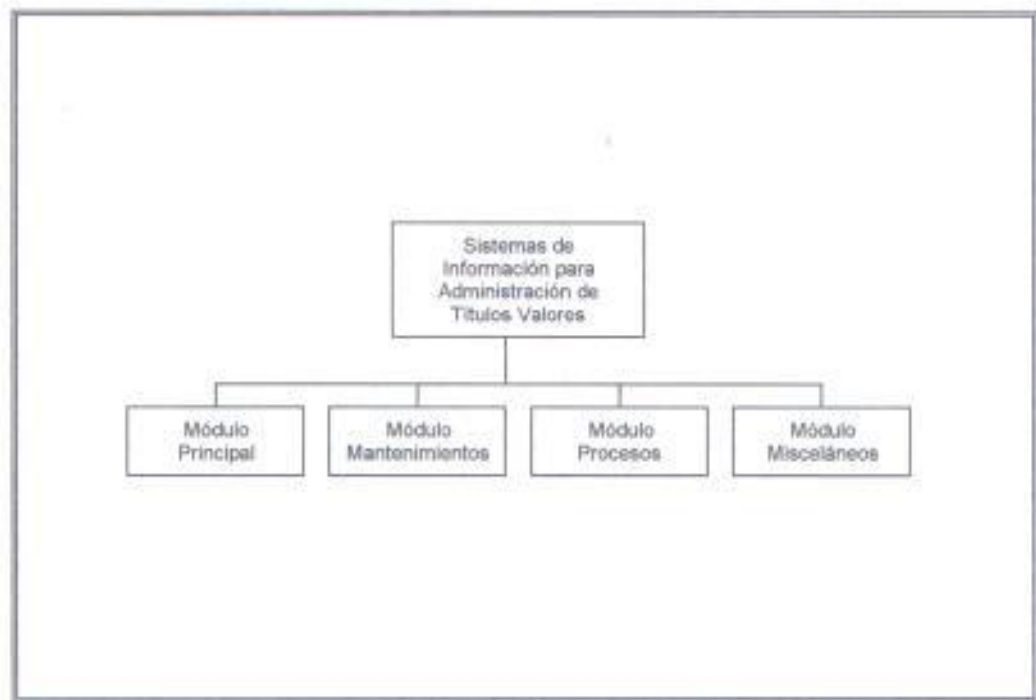 Sistemas de
Información para
Administración de
Títulos Valores
Módulo
Principal
Módulo
Mantenimientos
Módulo
Procesos
Módulo
Misceláneos